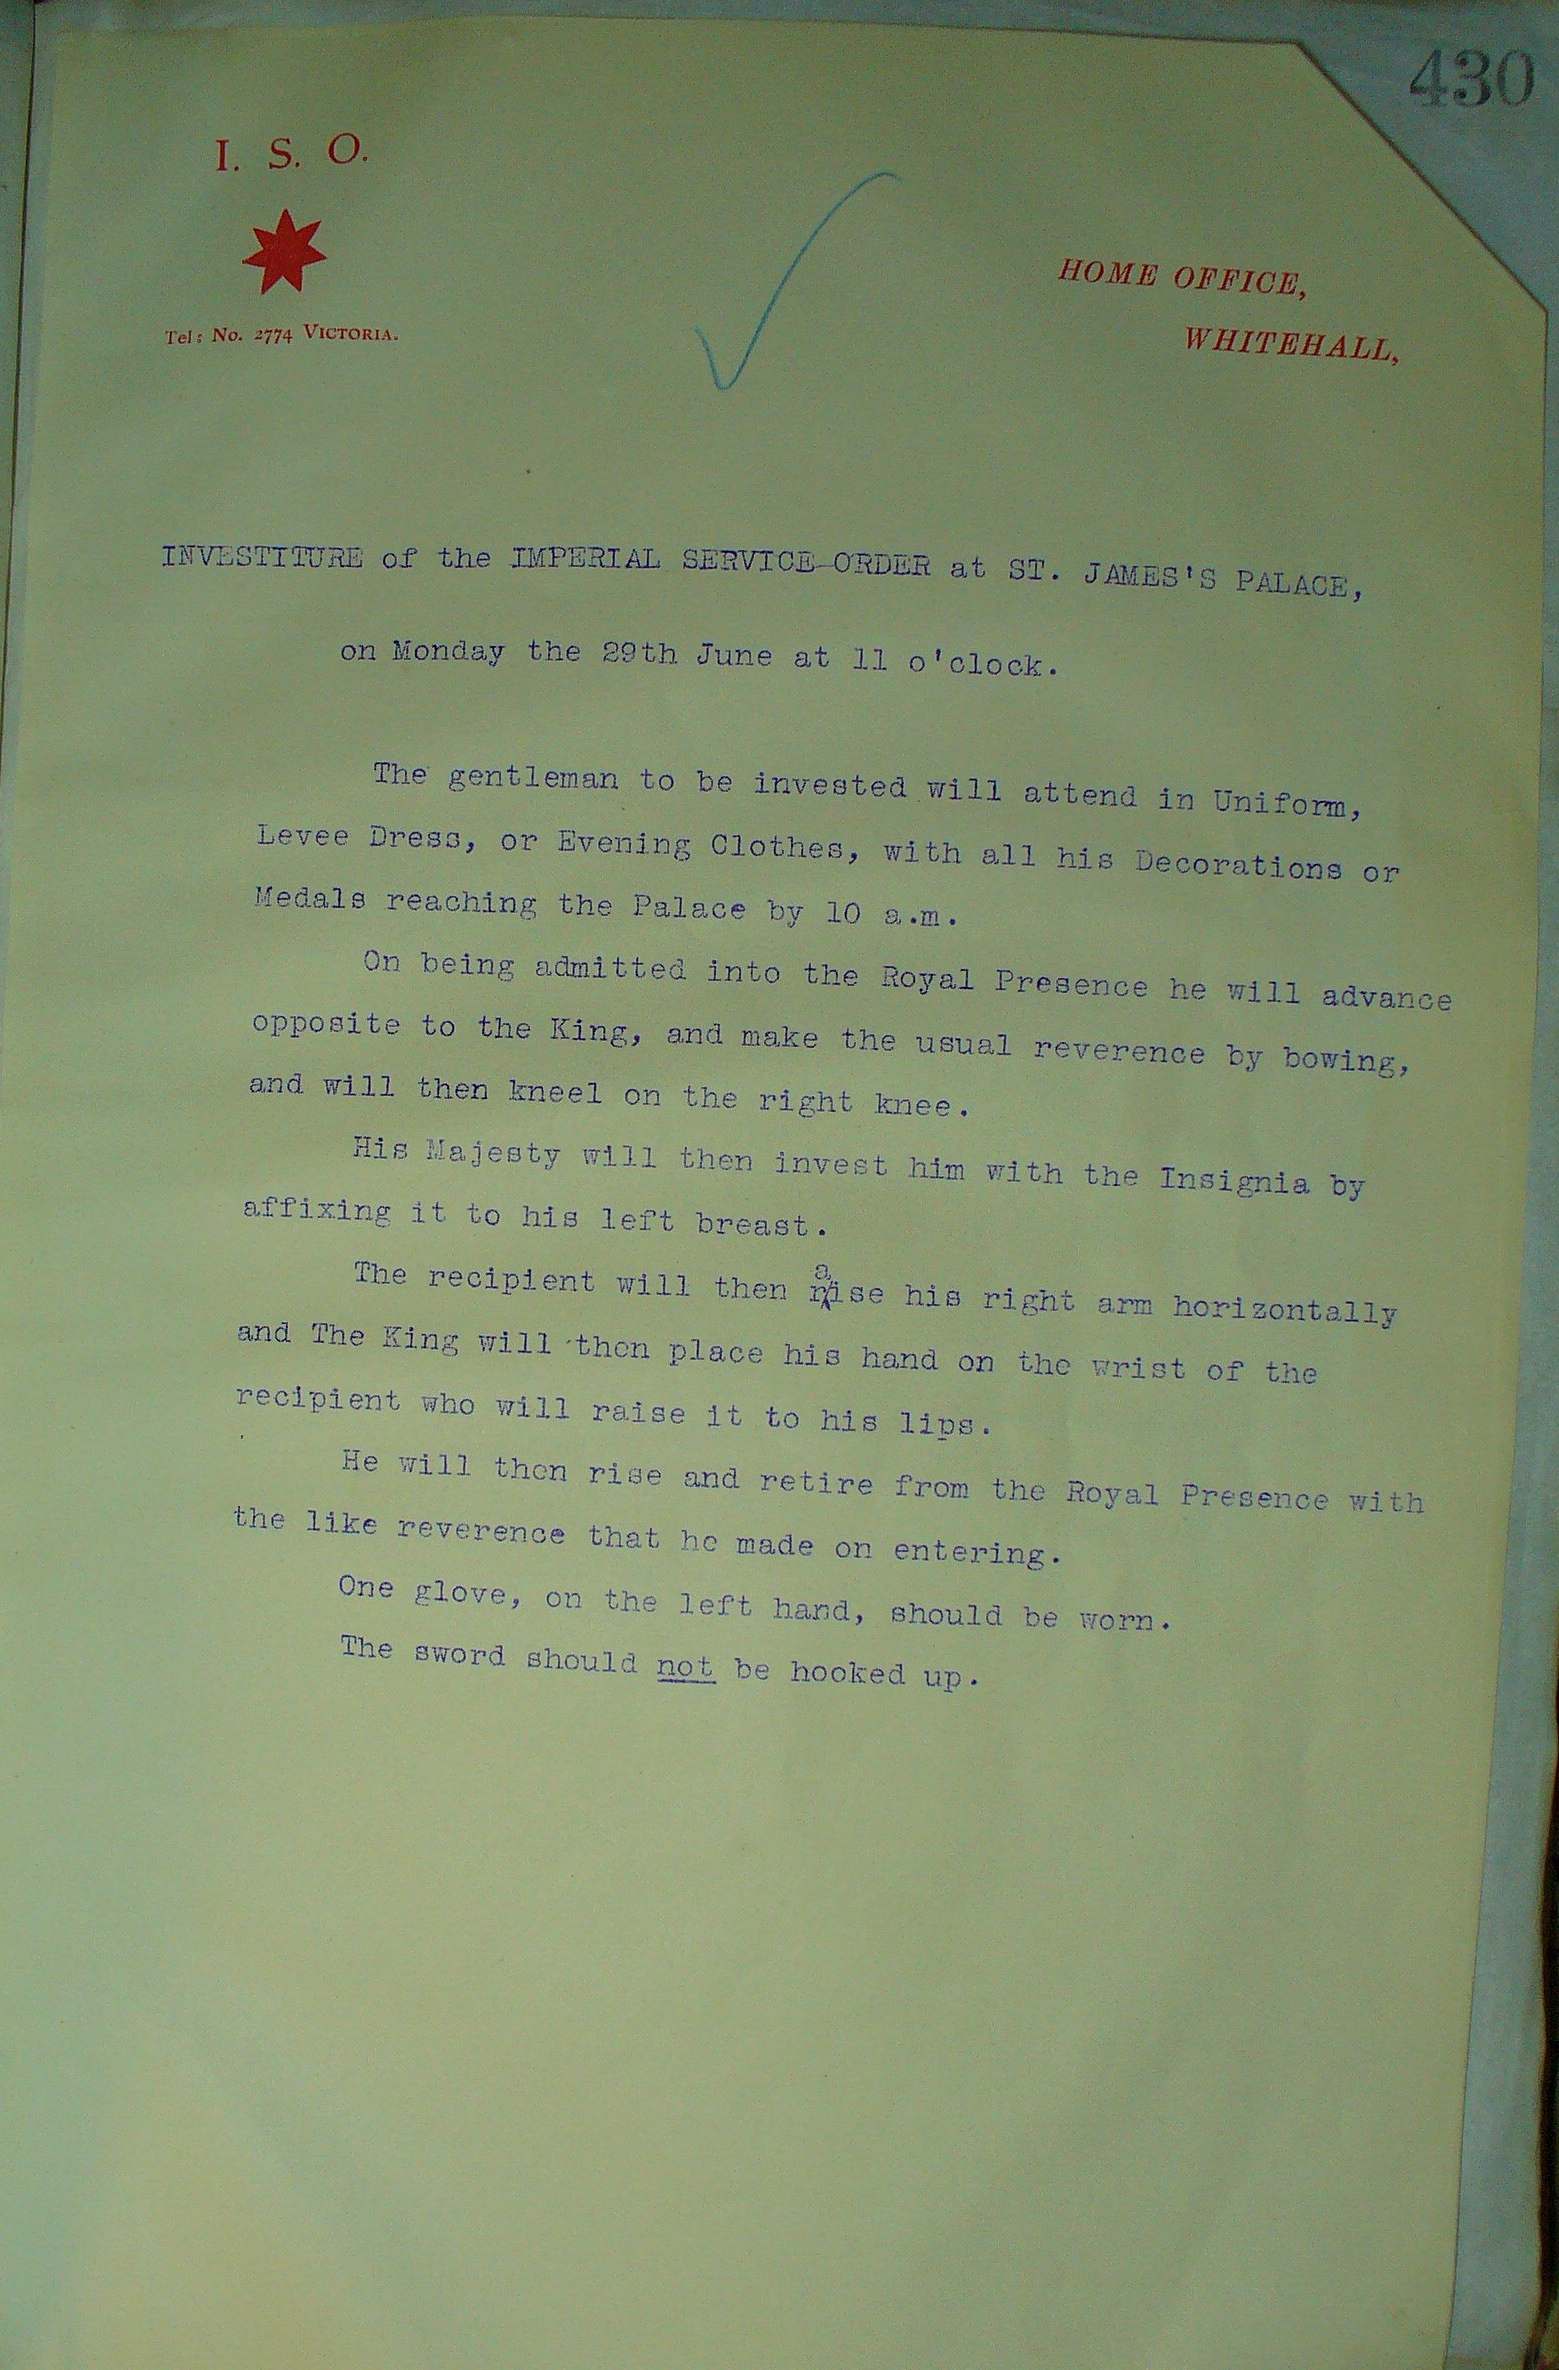 430
I. S. O.
HOME OFFICE,
WHITEHALL,
Tel: No. 2774 VICTORIA.
INVESTITURE of the IMPERIAL SERVICE ORDER at ST. JAMES'S PALACE,
on Monday the 29th June at 11 o'clock.
The gentleman to be invested will attend in Uniform,
Levee Dress, or Evening Clothes, with all his Decorations or
Medals reaching the Palace by 10 a.m.
On being admitted into the Royal Presence he will advance
opposite to the King, and make the usual reverence by bowing,
and will then kneel on the right knee.
His Majesty will then invest him with the Insignia by
affixing it to his left breast.
The recipient will then raise his right arm horizontally
and The King will then place his hand on the wrist of the
recipient who will raise it to his lips.
He will then rise and retire from the Royal Presence with
the like reverence that he made on entering.
One glove, on the left hand, should be worn.
The sword should not be hooked up.